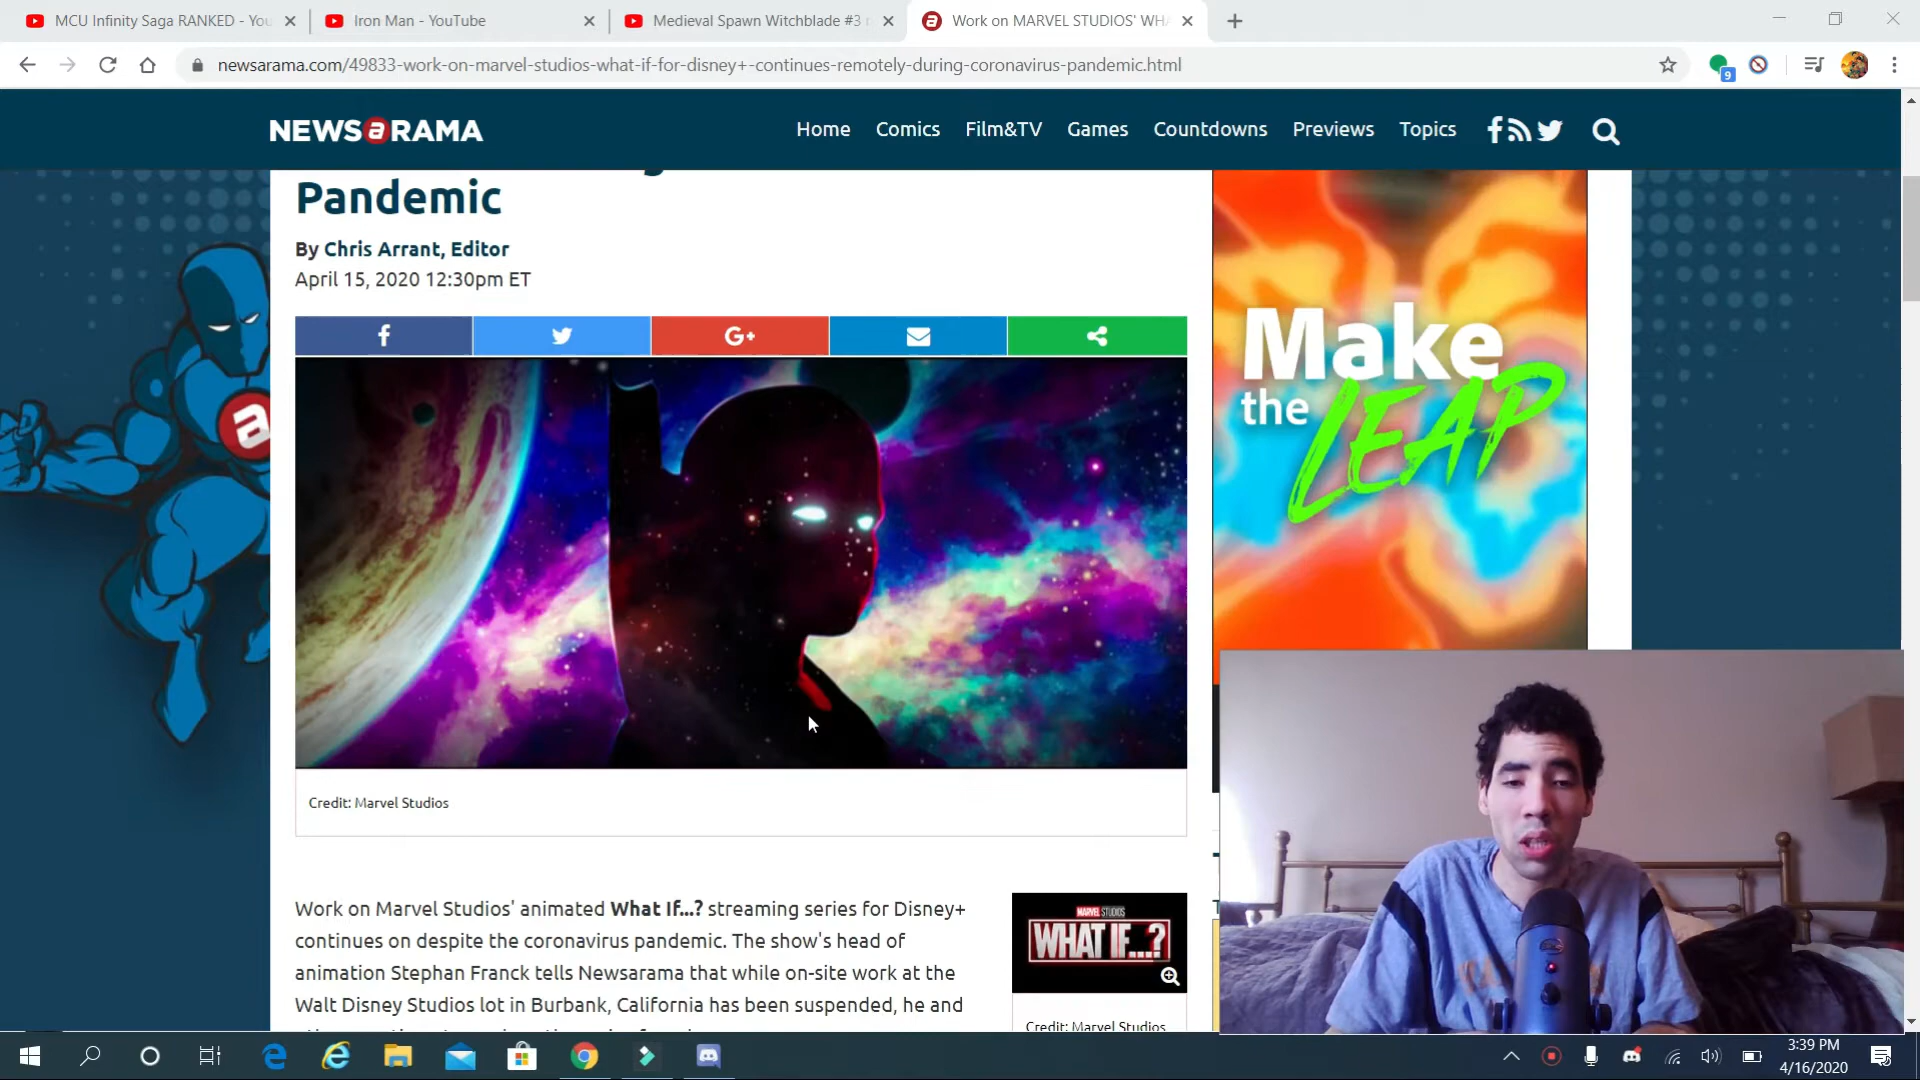 MCU Infinity Saga RANKED - You
Iron Man - YouTube
Medieval Spawn Witchblade #3 r
Work on MARVEL STUDIOS' WHA
newsarama.com/49833-work-on-marvel-studios-what-if-for-disney+-continues-remotely-during-coronavirus-pandemic.html
9
NEWSaRAMA
Home
Comics
Film&TV
Games
Countdowns
Previews
Topics
Pandemic
By Chris Arrant, Editor
April 15, 2020 12:30pm ET
G+
Make
the LEAP
Credit: Marvel Studios
Work on Marvel Studios' animated What If...? streaming series for Disney+
continues on despite the coronavirus pandemic. The show's head of
animation Stephan Franck tells Newsarama that while on-site work at the
Walt Disney Studios lot in Burbank, California has been suspended, he and
MARVEL STUDIOS
WHAT IF...?
Credit: Marvel Studios
3:39 PM
4/16/2020